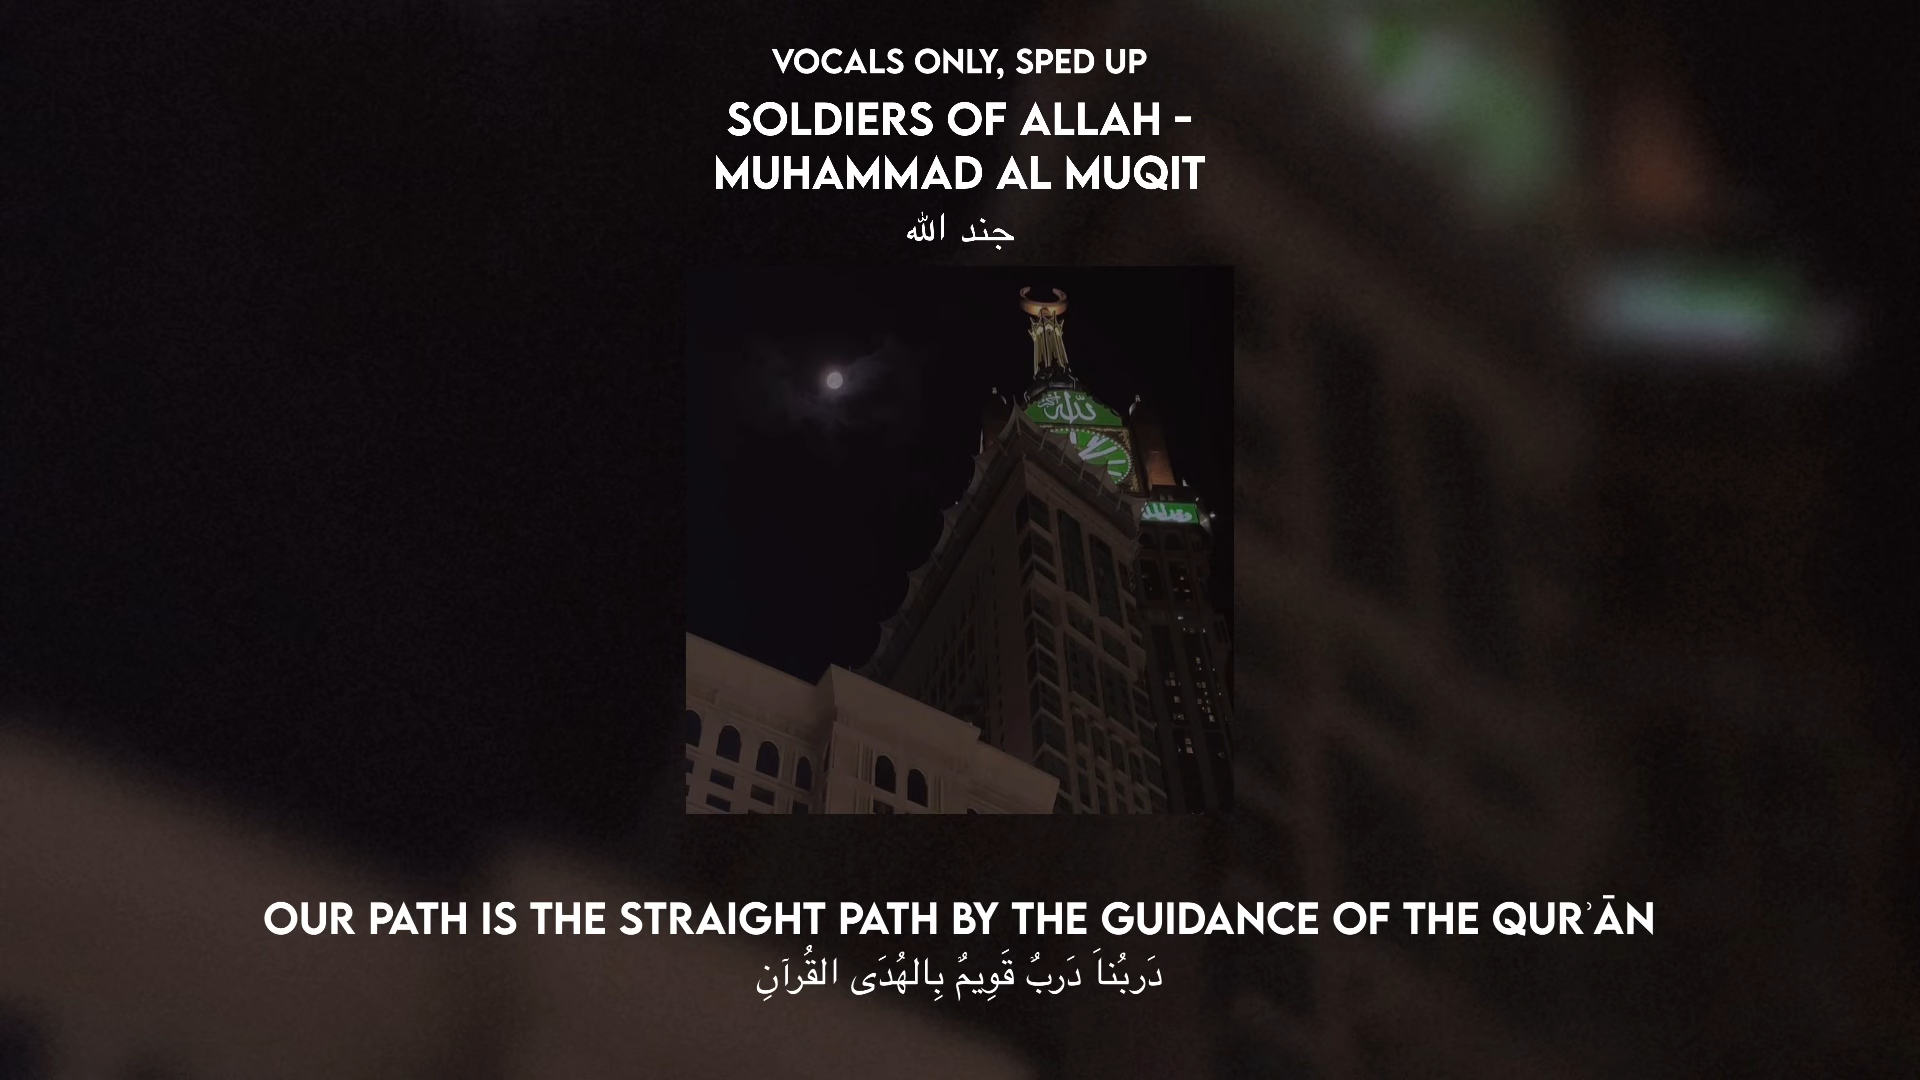 VOCALS ONLY, SPED UP
SOLDIERS OF ALLAH -
MUHAMMAD AL MUQIT
جند الله
الله
OUR PATH IS THE STRAIGHT PATH BY THE GUIDANCE OF THE QURʾĀN
دَربُناَ دَربٌ قَوِيمٌ بِالهُدَى القُرآنِ